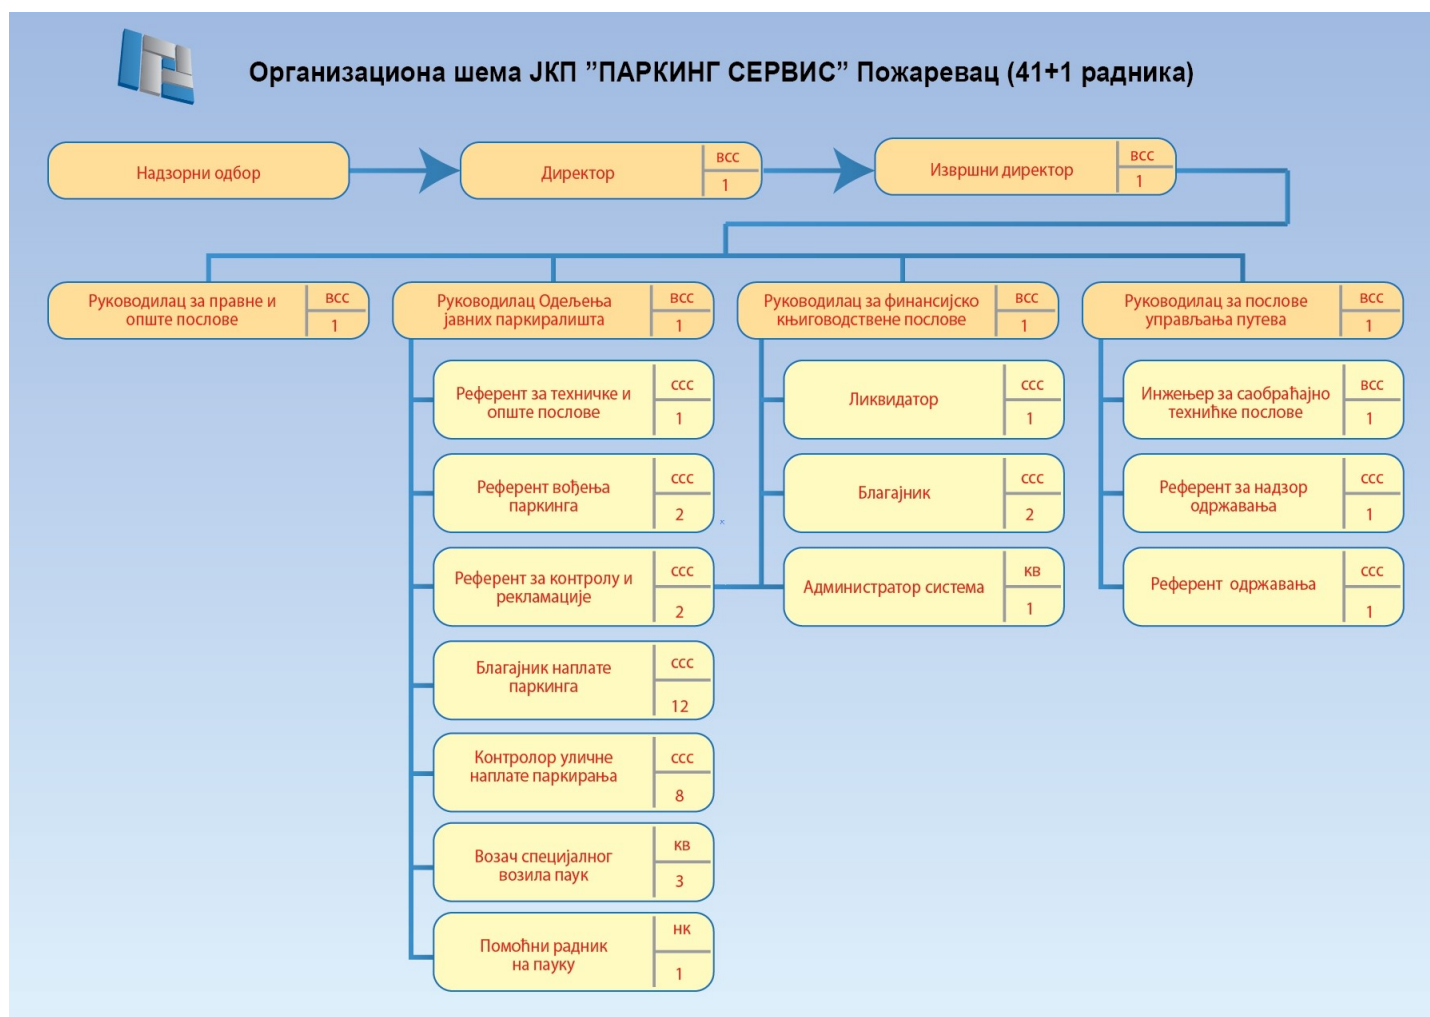 Организациона шема ЈКП ”ПАРКИНГ СЕРВИС” Пожаревац (41+1 радника)
Надзорни одбор
Директор
ВСС
1
Извршни директор
ВСС
1
Руководилац за правне и
опште послове
ВСС
1
Руководилац Одељења
јавних паркиралишта
ВСС
1
Руководилац за финансијско
књиговодствене послове
ВСС
1
Руководилац за послове
управљања путева
ВСС
1
Референт за техничке и
опште послове
ССС
1
Референт вођења
паркинга
ССС
2
Референт за контролу и
рекламације
ССС
2
Благајник наплате
паркинга
ССС
12
Контролор уличне
наплате паркирања
ССС
8
Возач специјалног
возила паук
КВ
3
Помоћни радник
на пауку
НК
1
Ликвидатор
ССС
1
Благајник
ССС
2
Администратор система
КВ
1
Инжењер за саобраћајно
технићке послове
ВСС
1
Референт за надзор
одржавања
ССС
1
Референт одржавања
ССС
1